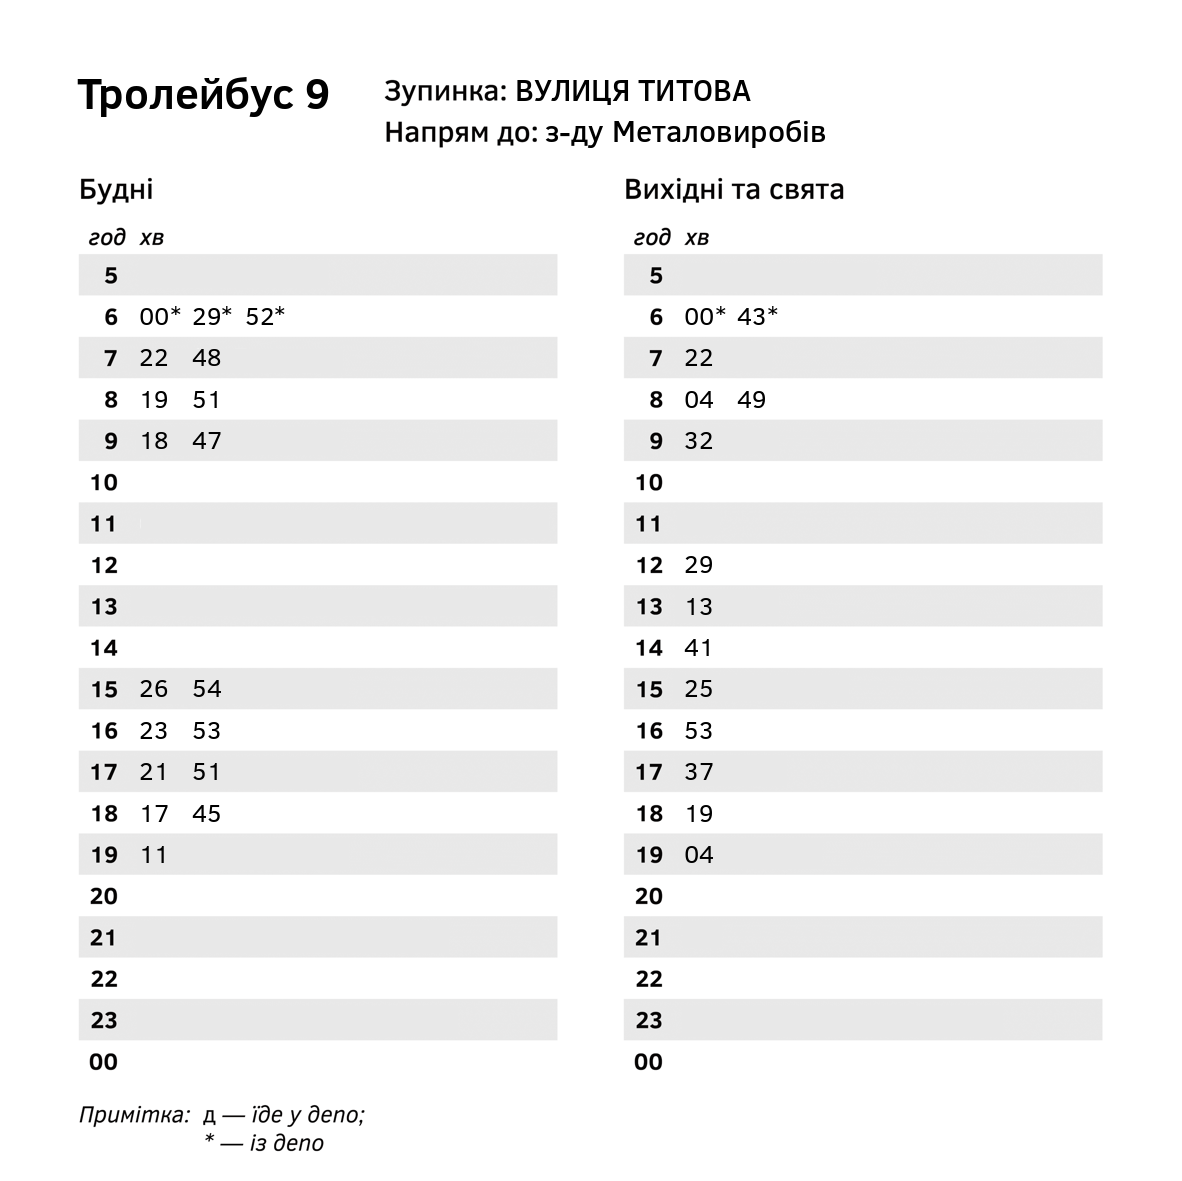 Тролейбус 9
Зупинка: ВУЛИЦЯ ТИТОВА
Напрям до: з-ду Металовиробів
Будні
год хв
5
6 00* 29* 52*
7 22 48
8 19 51
9 18 47
10
11
12
13
14
15 26 54
16 23 53
17 21 51
18 17 45
19 11
20
21
22
23
00
Вихідні та свята
год хв
5
6 00* 43*
7 22
8 04 49
9 32
10
11
12 29
13 13
14 41
15 25
16 53
17 37
18 19
19 04
20
21
22
23
00
Примітка: д — їде у депо;
* — із депо